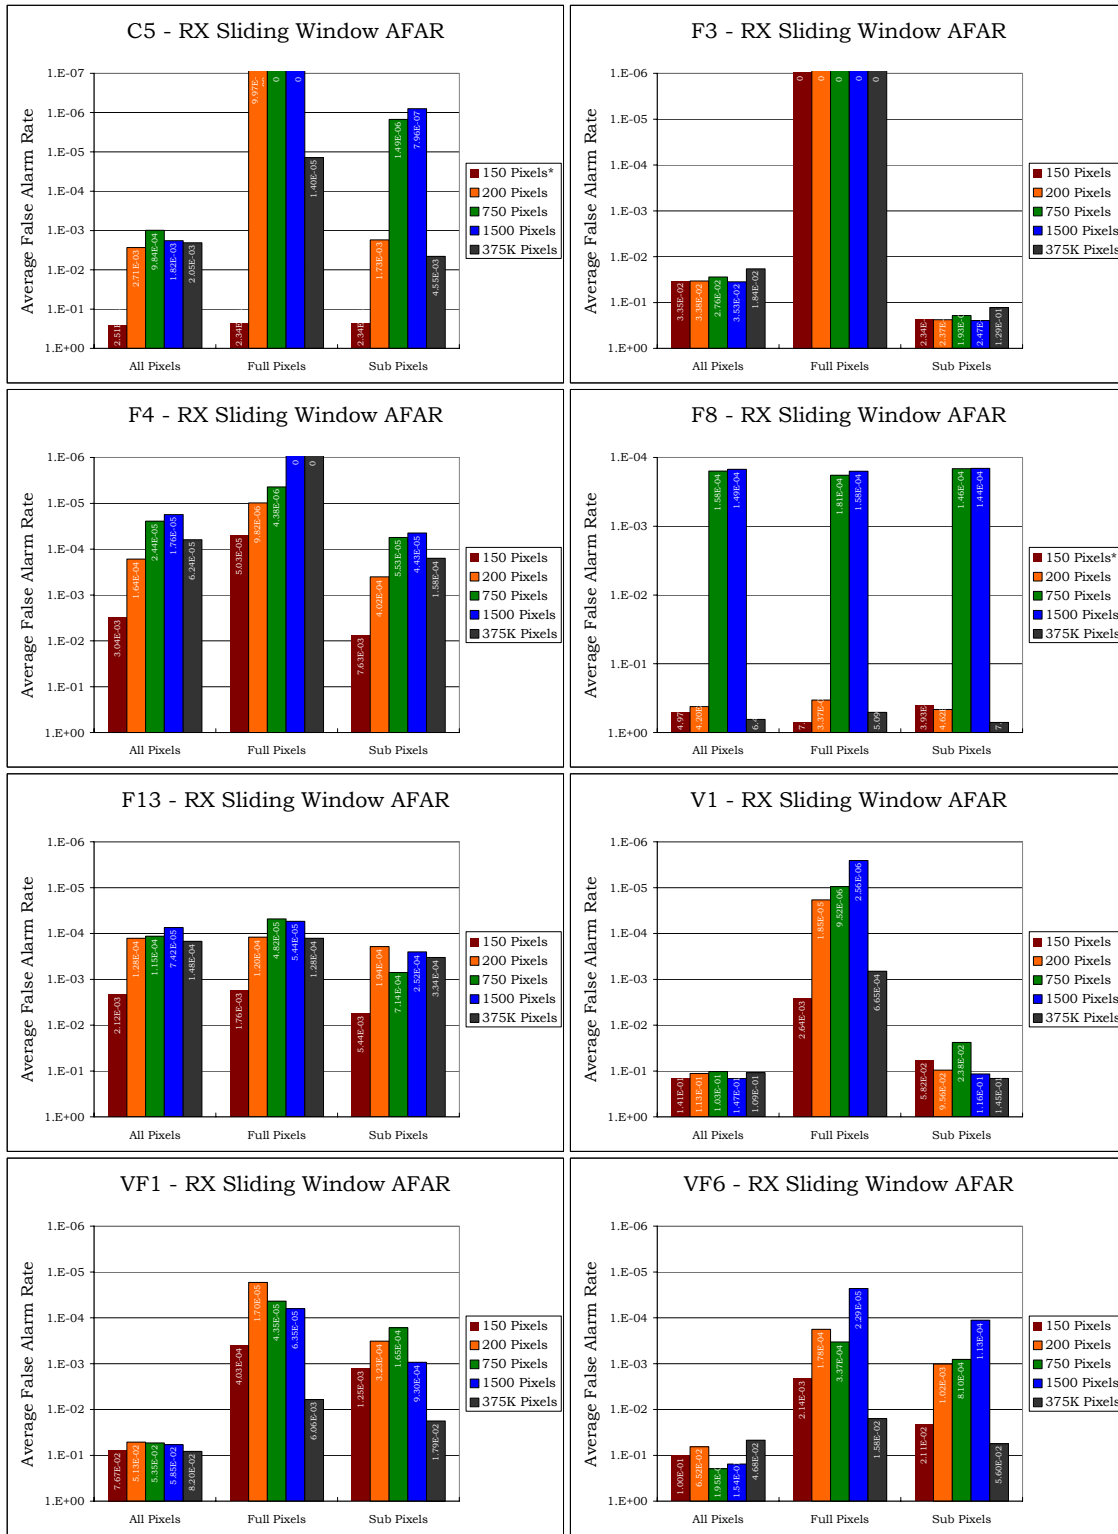 C5 - RX Sliding Window AFAR
Average False Alarm Rate
1.E-07
1.E-06
1.E-05
1.E-04
1.E-03
1.E-02
1.E-01
1.E+00
2.71E-03
9.84E-04
1.82E-03
2.05E-03
0
0
1.40E-05
1.73E-03
1.49E-06
7.96E-07
4.55E-03
All Pixels
Full Pixels
Sub Pixels
150 Pixels*
200 Pixels
750 Pixels
1500 Pixels
375K Pixels
F3 - RX Sliding Window AFAR
Average False Alarm Rate
1.E-06
1.E-05
1.E-04
1.E-03
1.E-02
1.E-01
1.E+00
3.35E-02
3.38E-02
2.76E-02
3.53E-02
1.84E-02
0
0
0
0
0
1.29E-01
All Pixels
Full Pixels
Sub Pixels
150 Pixels
200 Pixels
750 Pixels
1500 Pixels
375K Pixels
F4 - RX Sliding Window AFAR
Average False Alarm Rate
1.E-06
1.E-05
1.E-04
1.E-03
1.E-02
1.E-01
1.E+00
3.04E-03
1.64E-04
2.44E-05
1.76E-05
6.24E-05
5.03E-05
9.82E-06
4.38E-06
0
0
7.63E-03
4.02E-04
5.53E-05
4.43E-05
1.58E-04
All Pixels
Full Pixels
Sub Pixels
150 Pixels
200 Pixels
750 Pixels
1500 Pixels
375K Pixels
F8 - RX Sliding Window AFAR
Average False Alarm Rate
1.E-04
1.E-03
1.E-02
1.E-01
1.E+00
1.58E-04
1.49E-04
1.81E-04
1.58E-04
1.46E-04
1.44E-04
All Pixels
Full Pixels
Sub Pixels
150 Pixels*
200 Pixels
750 Pixels
1500 Pixels
375K Pixels
F13 - RX Sliding Window AFAR
Average False Alarm Rate
1.E-06
1.E-05
1.E-04
1.E-03
1.E-02
1.E-01
1.E+00
2.12E-03
1.28E-04
1.15E-04
7.42E-05
1.48E-04
1.76E-03
1.20E-04
4.82E-05
5.44E-05
1.28E-04
5.44E-03
1.94E-04
7.14E-04
2.52E-04
3.34E-04
All Pixels
Full Pixels
Sub Pixels
150 Pixels
200 Pixels
750 Pixels
1500 Pixels
375K Pixels
V1 - RX Sliding Window AFAR
Average False Alarm Rate
1.E-06
1.E-05
1.E-04
1.E-03
1.E-02
1.E-01
1.E+00
1.41E-01
1.13E-01
1.03E-01
1.47E-01
1.09E-01
2.64E-03
1.85E-05
9.52E-06
2.56E-06
6.65E-04
5.82E-02
9.56E-02
2.38E-02
1.16E-01
1.45E-01
All Pixels
Full Pixels
Sub Pixels
150 Pixels
200 Pixels
750 Pixels
1500 Pixels
375K Pixels
VF1 - RX Sliding Window AFAR
Average False Alarm Rate
1.E-06
1.E-05
1.E-04
1.E-03
1.E-02
1.E-01
1.E+00
7.67E-02
5.13E-02
5.35E-02
5.85E-02
8.20E-02
4.03E-04
1.70E-05
4.35E-05
6.35E-05
6.06E-03
1.25E-03
3.23E-04
1.65E-04
9.30E-04
1.79E-02
All Pixels
Full Pixels
Sub Pixels
150 Pixels
200 Pixels
750 Pixels
1500 Pixels
375K Pixels
VF6 - RX Sliding Window AFAR
Average False Alarm Rate
1.E-06
1.E-05
1.E-04
1.E-03
1.E-02
1.E-01
1.E+00
1.00E-01
6.52E-02
1.54E-01
4.68E-02
2.14E-03
1.78E-04
3.37E-04
2.29E-05
1.58E-02
2.11E-02
1.02E-03
8.10E-04
1.13E-04
5.60E-02
All Pixels
Full Pixels
Sub Pixels
150 Pixels
200 Pixels
750 Pixels
1500 Pixels
375K Pixels